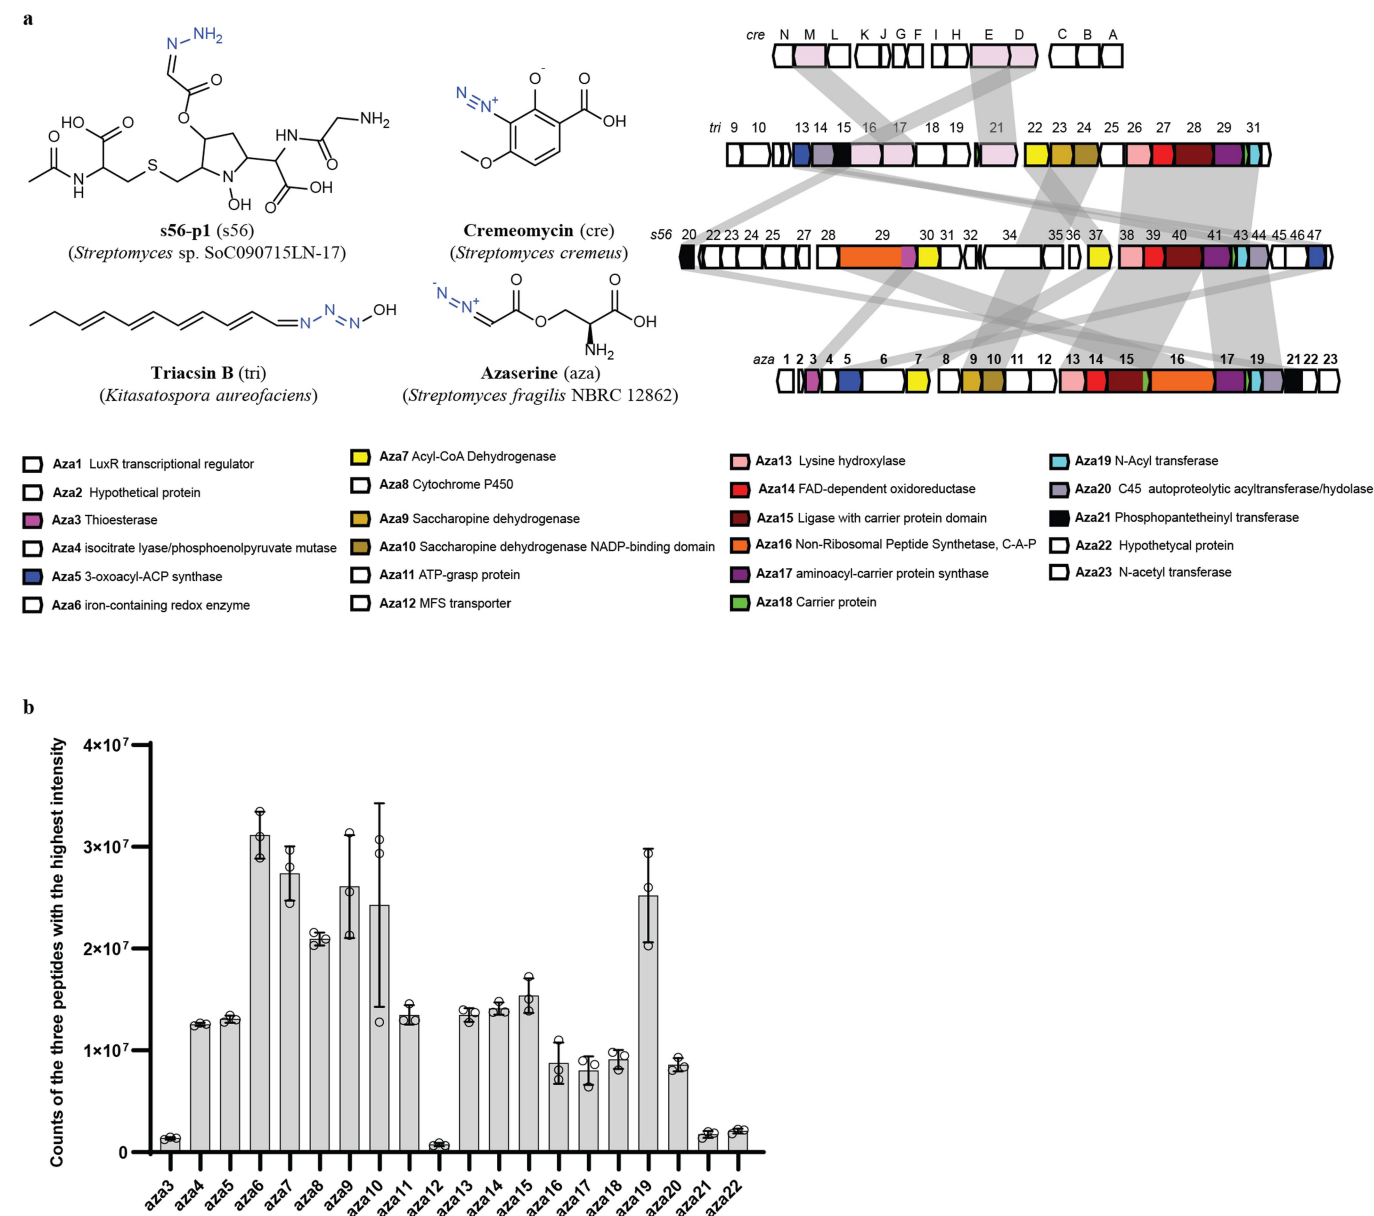 a
N
NH2
O
O
HO
O
O
N
H
S
N
OH
HN
O
NH2
OH
O
s56-p1 (s56)
(Streptomyces sp. SoC090715LN-17)
N
N+
O-
O
OH
O
Cremeomycin (cre)
(Streptomyces cremeus)
N
N
N
OH
Triacsin B (tri)
(Kitasatospora aureofaciens)
-
N
N+
O
O
O
OH
NH2
Azaserine (aza)
(Streptomyces fragilis NBRC 12862)
cre N M L K J G F I H E D C B A
tri 9 10 13 14 15 16 17 18 19 21 22 23 24 25 26 27 28 29 31
s56 20 22 23 24 25 27 28 29 30 31 32 34 35 36 37 38 39 40 41 43 44 45 46 47
aza 1 2 3 4 5 6 7 8 9 10 11 12 13 14 15 16 17 19 21 22 23
Aza1 LuxR transcriptional regulator
Aza2 Hypothetical protein
Aza3 Thioesterase
Aza4 isocitrate lyase/phosphoenolpyruvate mutase
Aza5 3-oxoacyl-ACP synthase
Aza6 iron-containing redox enzyme
Aza7 Acyl-CoA Dehydrogenase
Aza8 Cytochrome P450
Aza9 Saccharopine dehydrogenase
Aza10 Saccharopine dehydrogenase NADP-binding domain
Aza11 ATP-grasp protein
Aza12 MFS transporter
Aza13 Lysine hydroxylase
Aza14 FAD-dependent oxidoreductase
Aza15 Ligase with carrier protein domain
Aza16 Non-Ribosomal Peptide Synthetase, C-A-P
Aza17 aminoacyl-carrier protein synthase
Aza18 Carrier protein
Aza19 N-Acyl transferase
Aza20 C45 autoproteolytic acyltransferase/hydolase
Aza21 Phosphopantetheinyl transferase
Aza22 Hypothetycal protein
Aza23 N-acetyl transferase
b
Counts of the three peptides with the highest intensity
4×10⁷
3×10⁷
2×10⁷
1×10⁷
0
aza3 aza4 aza5 aza6 aza7 aza8 aza9 aza10 aza11 aza12 aza13 aza14 aza15 aza16 aza17 aza18 aza19 aza20 aza21 aza22